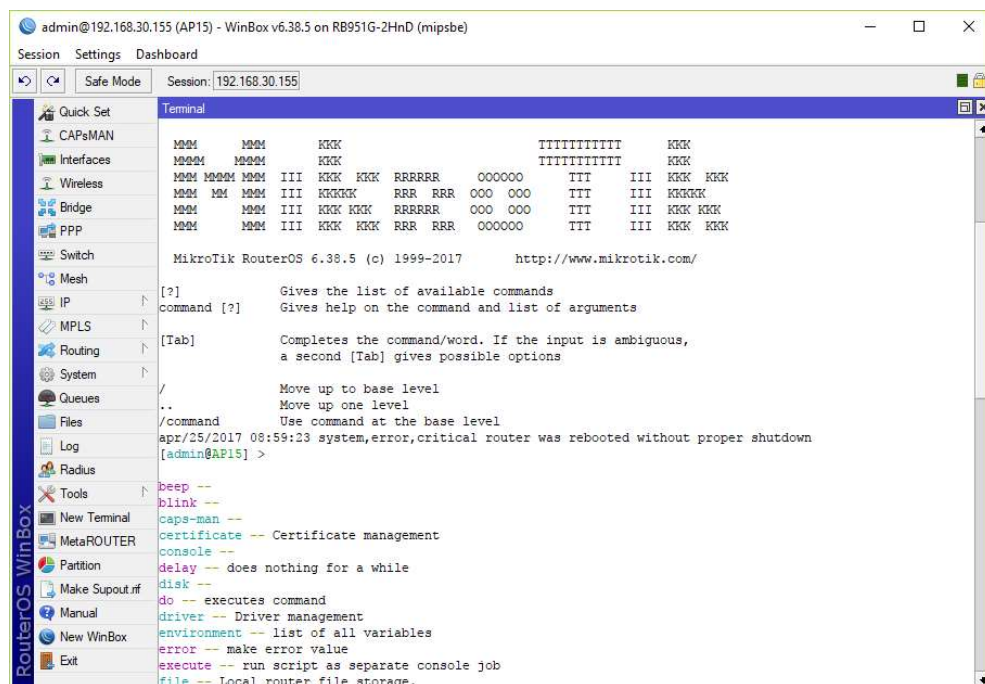 admin@192.168.30.155 (AP15) - WinBox v6.38.5 on RB951G-2HnD (mipsbe)
Session Settings Dashboard
Safe Mode Session: 192.168.30.155
Quick Set
CAPsMAN
Interfaces
Wireless
Bridge
PPP
Switch
Mesh
IP
MPLS
Routing
System
Queues
Files
Log
Radius
Tools
New Terminal
MetaROUTER
Partition
Make Supout.rif
Manual
New WinBox
Exit
RouterOS WinBox
Terminal
MMM MMM KKK TTTTTTTTTTT KKK
MMMM MMMM KKK TTTTTTTTTTT KKK
MMM MMMM MMM III KKK KKK RRRRRR OOOOOO TTT III KKK KKK
MMM MM MMM III KKKKK RRR RRR OOO OOO TTT III KKKKK
MMM MMM III KKK KKK RRRRRR OOO OOO TTT III KKK KKK
MMM MMM III KKK KKK RRR RRR OOOOOO TTT III KKK KKK
MikroTik RouterOS 6.38.5 (c) 1999-2017 http://www.mikrotik.com/
[?] Gives the list of available commands
command [?] Gives help on the command and list of arguments
[Tab] Completes the command/word. If the input is ambiguous,
a second [Tab] gives possible options
/ Move up to base level
.. Move up one level
/command Use command at the base level
apr/25/2017 08:59:23 system,error,critical router was rebooted without proper shutdown
[admin@AP15] >
beep --
blink --
caps-man --
certificate -- Certificate management
console --
delay -- does nothing for a while
disk --
do -- executes command
driver -- Driver management
environment -- list of all variables
error -- make error value
execute -- run script as separate console job
file -- Local router file storage.